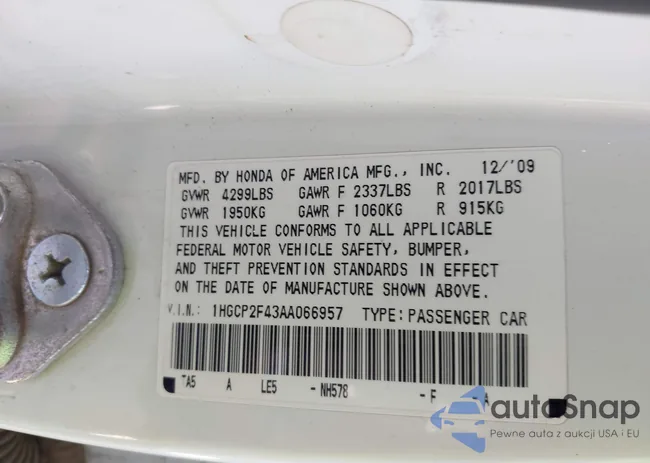 MFD. BY HONDA OF AMERICA MFG., INC. 12/'09
GVWR 4299LBS GAWR F 2337LBS R 2017LBS
GVWR 1950KG GAWR F 1060KG R 915KG
THIS VEHICLE CONFORMS TO ALL APPLICABLE
FEDERAL MOTOR VEHICLE SAFETY, BUMPER,
AND THEFT PREVENTION STANDARDS IN EFFECT
ON THE DATE OF MANUFACTURE SHOWN ABOVE.
V.I.N.: 1HGCP2F43AA066957 TYPE: PASSENGER CAR
TA5 A LE5 -NH578 -F
autoSnap
Pewne auta z aukcji USA i EU